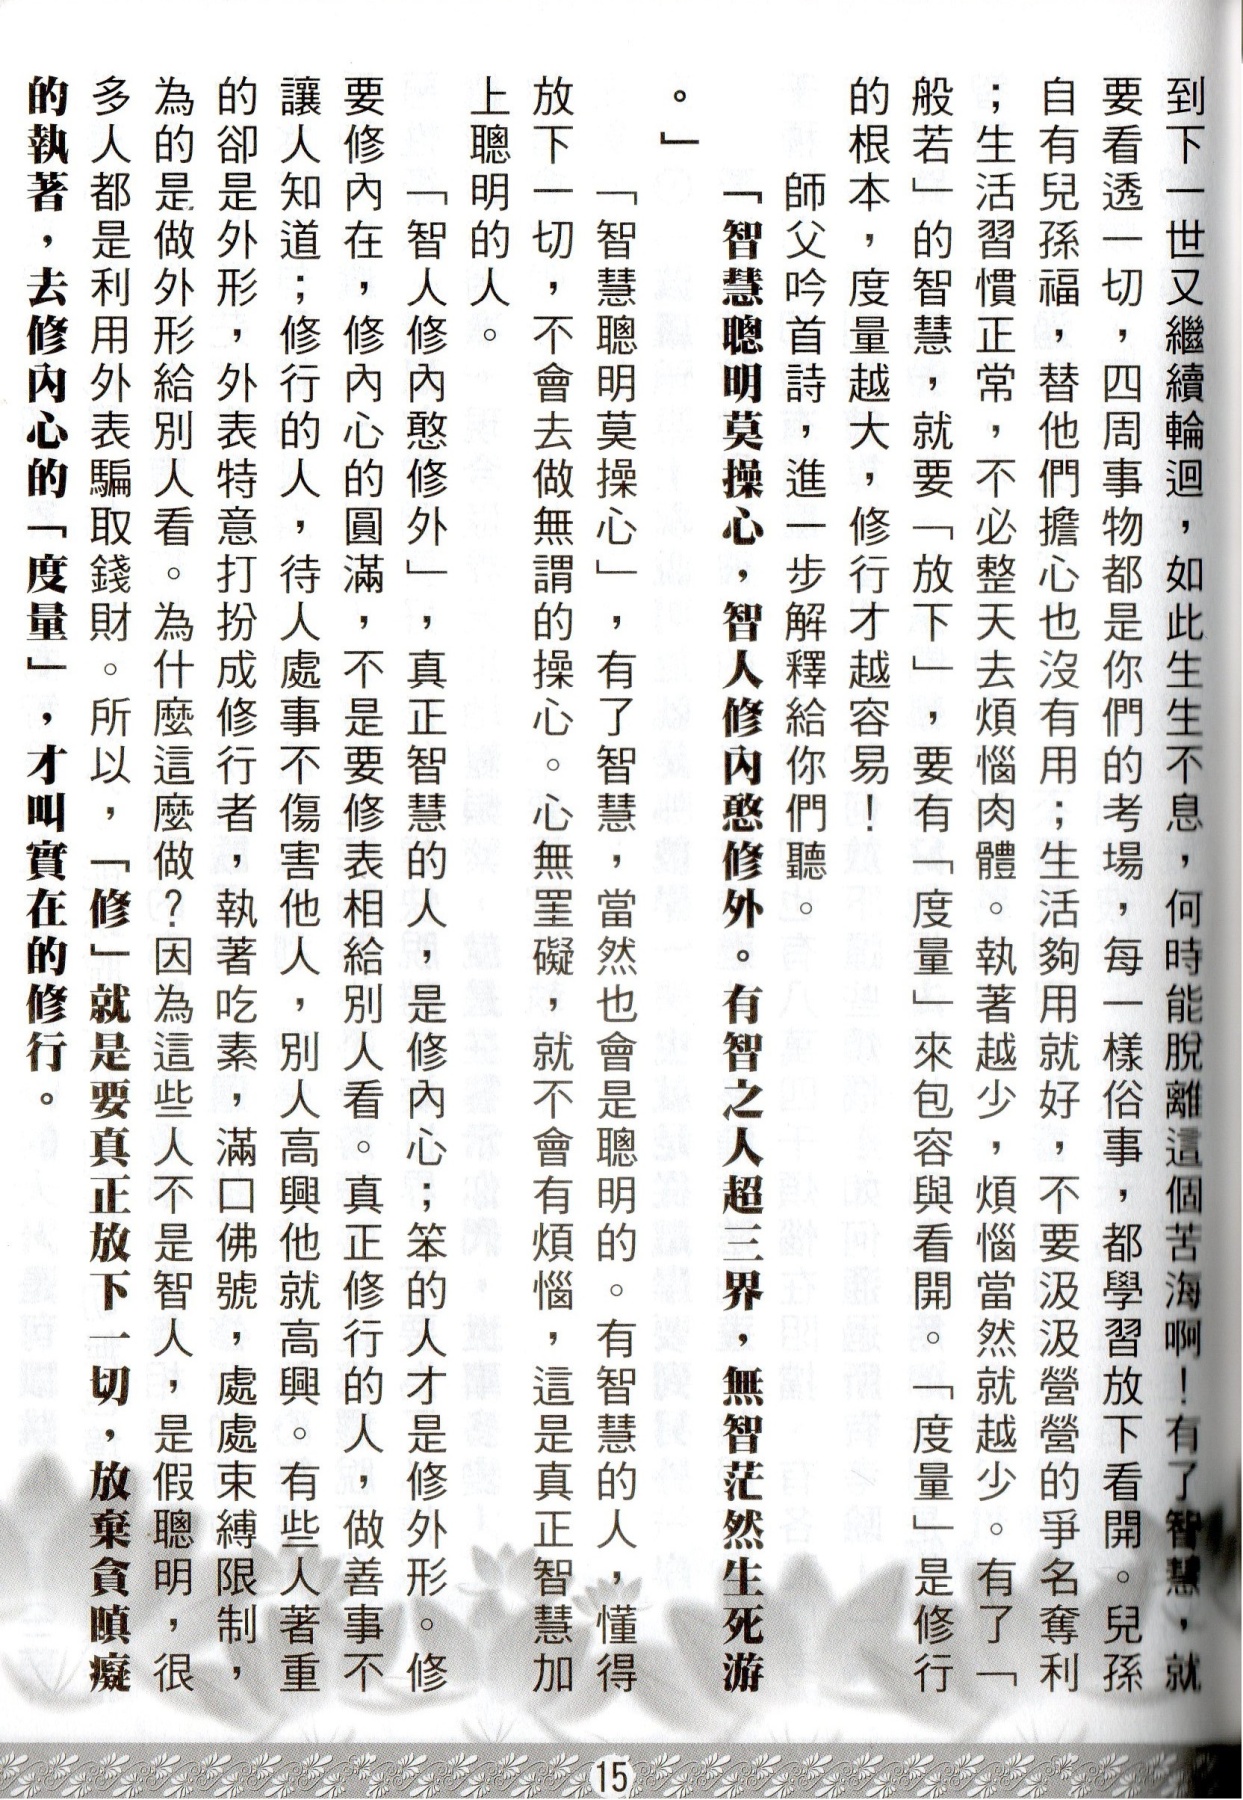 到下一世又繼續輪迴，如此生生不息，何時能脫離這個苦海啊！有了智慧，就
要看透一切，四周事物都是你們的考場，每一樣俗事，都學習放下看開。兒孫
自有兒孫福，替他們擔心也沒有用；生活夠用就好，不要汲汲營營的爭名奪利
；生活習慣正常，不必整天去煩惱肉體。執著越少，煩惱當然就越少。有了「
般若」的智慧，就要「放下」，要有「度量」來包容與看開。「度量」是修行
的根本，度量越大，修行才越容易！
師父吟首詩，進一步解釋給你們聽。
「智慧聰明莫操心，智人修內憨修外。有智之人超三界，無智茫然生死游
。」
「智慧聰明莫操心」，有了智慧，當然也會是聰明的。有智慧的人，懂得
放下一切，不會去做無謂的操心。心無罣礙，就不會有煩惱，這是真正智慧加
上聰明的人。
「智人修內憨修外」，真正智慧的人，是修內心；笨的人才是修外形。修
要修內在，修內心的圓滿，不是要修表相給別人看。真正修行的人，做善事不
讓人知道；修行的人，待人處事不傷害他人，別人高興他就高興。有些人著重
的卻是外形，外表特意打扮成修行者，執著吃素，滿口佛號，處處束縛限制，
為的是做外形給別人看。為什麼這麼做？因為這些人不是智人，是假聰明，很
多人都是利用外表騙取錢財。所以，「修」就是要真正放下一切，放棄貪瞋癡
的執著，去修內心的「度量」，才叫實在的修行。
15